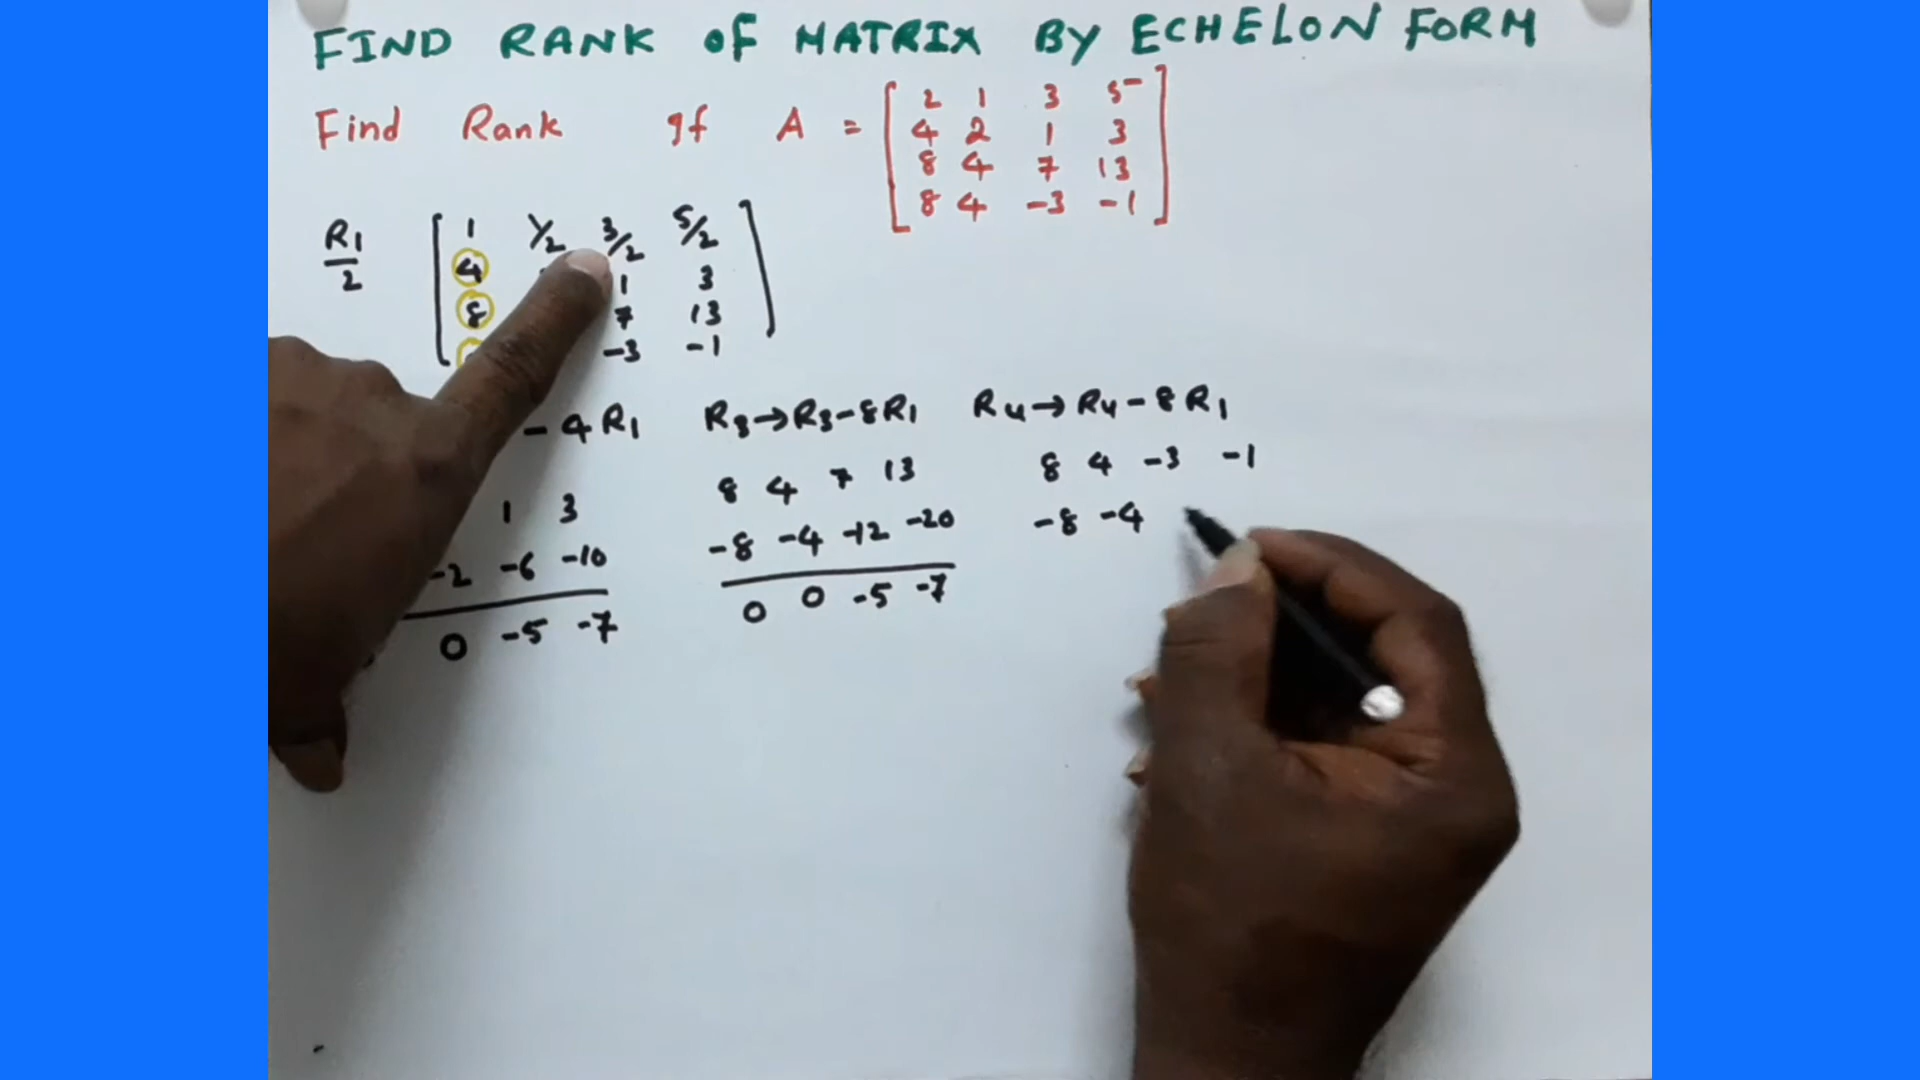 FIND RANK OF MATRIX BY ECHELON FORM
Find Rank If A = [ 2 1 3 5
4 2 1 3
8 4 7 13
8 4 -3 -1 ]
R1/2 [ 1 1/2 3/2 5/2
4 1 3
8 7 13
-3 -1 ]
-4R1 R3→R3-8R1 R4→R4-8R1
1 3 8 4 7 13 8 4 -3 -1
-2 -6 -10 -8 -4 -12 -20 -8 -4
0 -5 -7 0 0 -5 -7